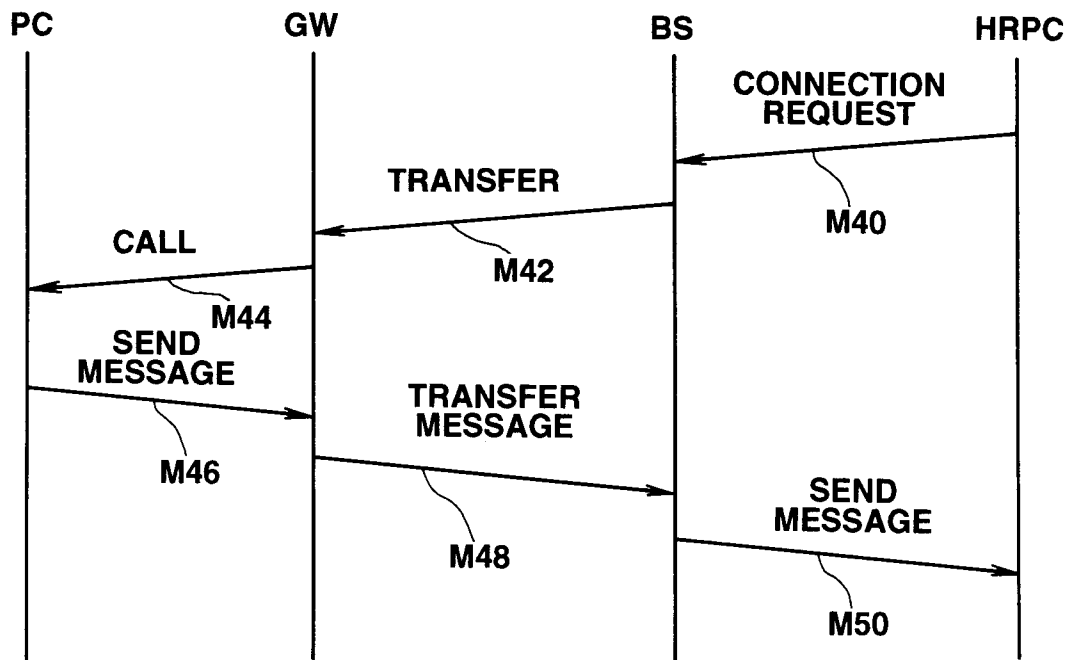 PC GW BS HRPC
CONNECTION
REQUEST
TRANSFER
M40
CALL
M42
M44
SEND
MESSAGE
TRANSFER
MESSAGE
M46
SEND
MESSAGE
M48
M50